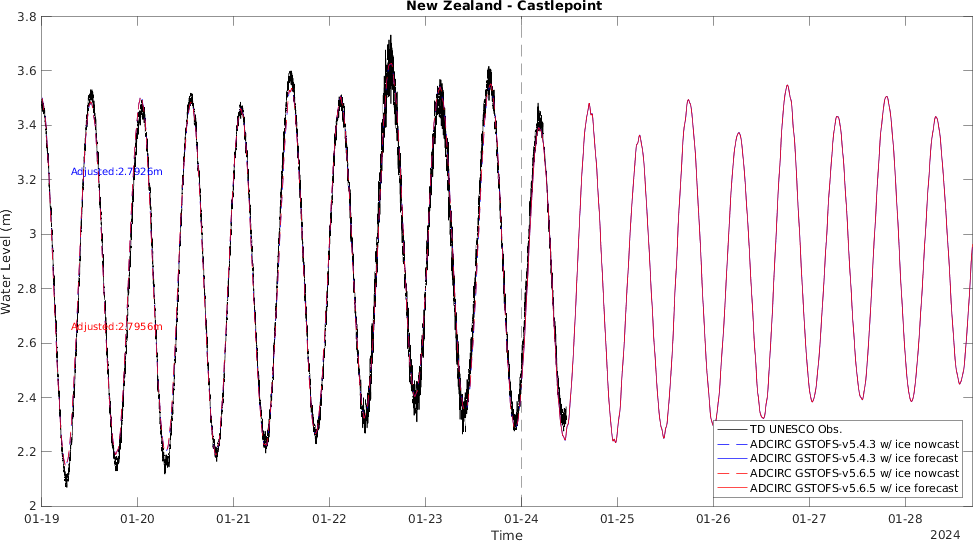 New Zealand - Castlepoint
Water Level (m)
3.8
3.6
3.4
3.2
3
2.8
2.6
2.4
2.2
2
Adjusted:2.7926m
Adjusted:2.7956m
TD UNESCO Obs.
ADCIRC GSTOFS-v5.4.3 w/ ice nowcast
ADCIRC GSTOFS-v5.4.3 w/ ice forecast
ADCIRC GSTOFS-v5.6.5 w/ ice nowcast
ADCIRC GSTOFS-v5.6.5 w/ ice forecast
01-19 01-20 01-21 01-22 01-23 01-24 01-25 01-26 01-27 01-28
Time
2024